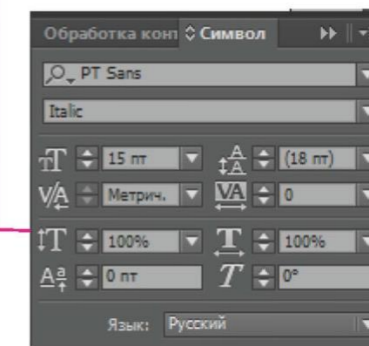 Обработка конт Символ
PT Sans
Italic
15 пт (18 пт)
Метрич. 0
100% 100%
0 пт 0°
Язык: Русский